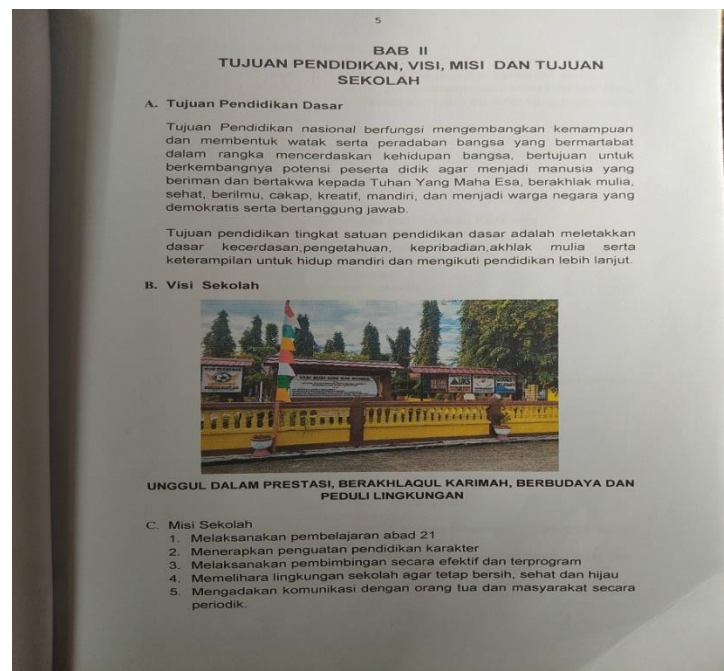 5
BAB II
TUJUAN PENDIDIKAN, VISI, MISI DAN TUJUAN
SEKOLAH
A. Tujuan Pendidikan Dasar
Tujuan Pendidikan nasional berfungsi mengembangkan kemampuan
dan membentuk watak serta peradaban bangsa yang bermartabat
dalam rangka mencerdaskan kehidupan bangsa, bertujuan untuk
berkembangnya potensi peserta didik agar menjadi manusia yang
beriman dan bertakwa kepada Tuhan Yang Maha Esa, berakhlak mulia,
sehat, berilmu, cakap, kreatif, mandiri, dan menjadi warga negara yang
demokratis serta bertanggung jawab.
Tujuan pendidikan tingkat satuan pendidikan dasar adalah meletakkan
dasar kecerdasan,pengetahuan, kepribadian,akhlak mulia serta
keterampilan untuk hidup mandiri dan mengikuti pendidikan lebih lanjut.
B. Visi Sekolah
UKS
UNGGUL DALAM PRESTASI, BERAKHLAQUL KARIMAH, BERBUDAYA DAN
PEDULI LINGKUNGAN
C. Misi Sekolah
1. Melaksanakan pembelajaran abad 21
2. Menerapkan penguatan pendidikan karakter
3. Melaksanakan pembimbingan secara efektif dan terprogram
4. Memelihara lingkungan sekolah agar tetap bersih, sehat dan hijau
5. Mengadakan komunikasi dengan orang tua dan masyarakat secara
periodik.